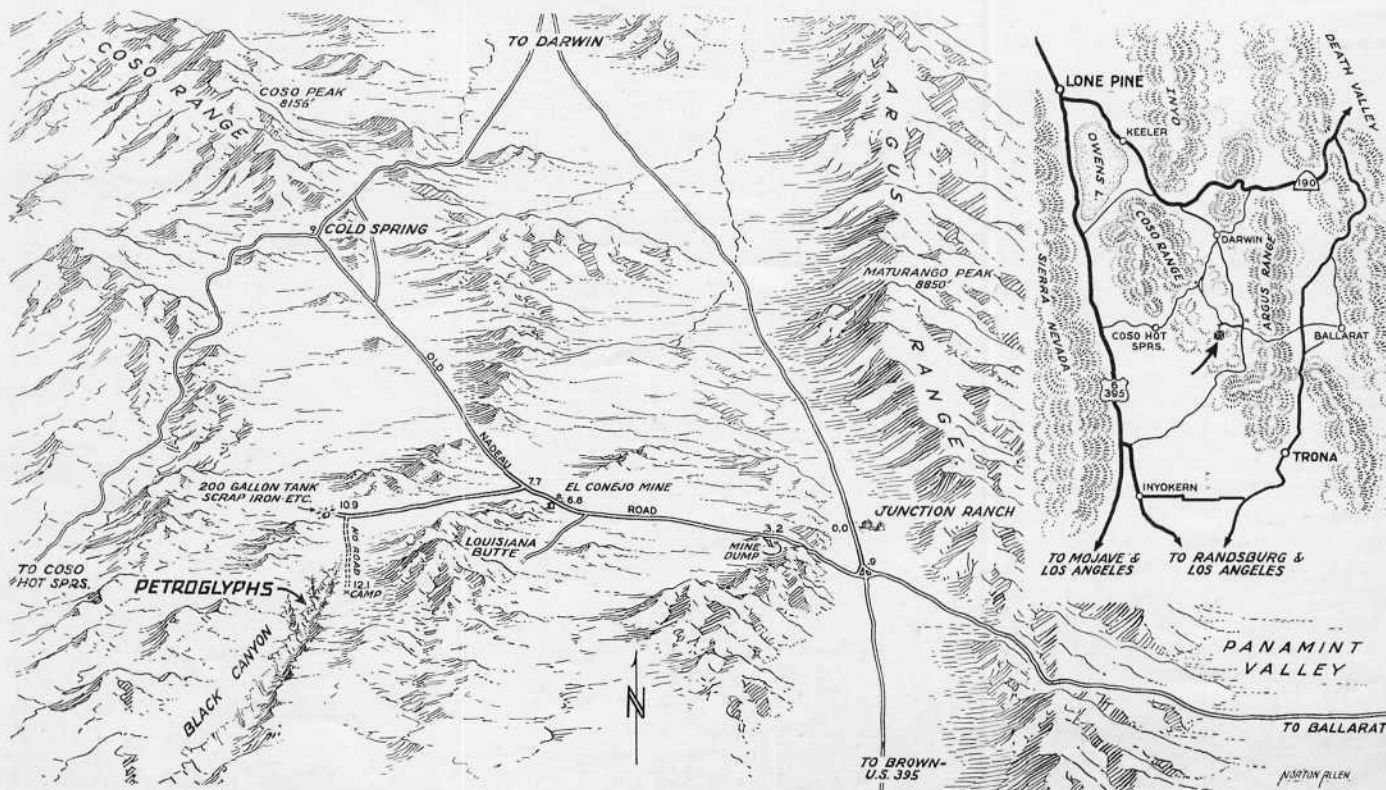 TO DARWIN
COSO RANGE
COSO PEAK
8156'
ARGUS RANGE
COLD SPRING
MATURANGO PEAK
8850'
OLD NADEAU ROAD
200 GALLON TANK
SCRAP IRON ETC.
10.9
7.7
6.8
EL CONEJO MINE
LOUISIANA
BUTTE
3.2
MINE
DUMP
0.0
JUNCTION RANCH
.9
NO ROAD
12.1
CAMP
TO COSO
HOT SPRS.
PETROGLYPHS
BLACK CANYON
N
TO BROWN-
U.S. 395
PANAMINT
VALLEY
TO BALLARAT
NORTON ALLEN
LONE PINE
DEATH VALLEY
INYO
KEELER
OWENS L.
190
COSO RANGE
DARWIN
ARGUS RANGE
SIERRA NEVADA
COSO HOT
SPRS.
BALLARAT
6
395
TRONA
INYOKERN
TO MOJAVE &
LOS ANGELES
TO RANDSBURG &
LOS ANGELES